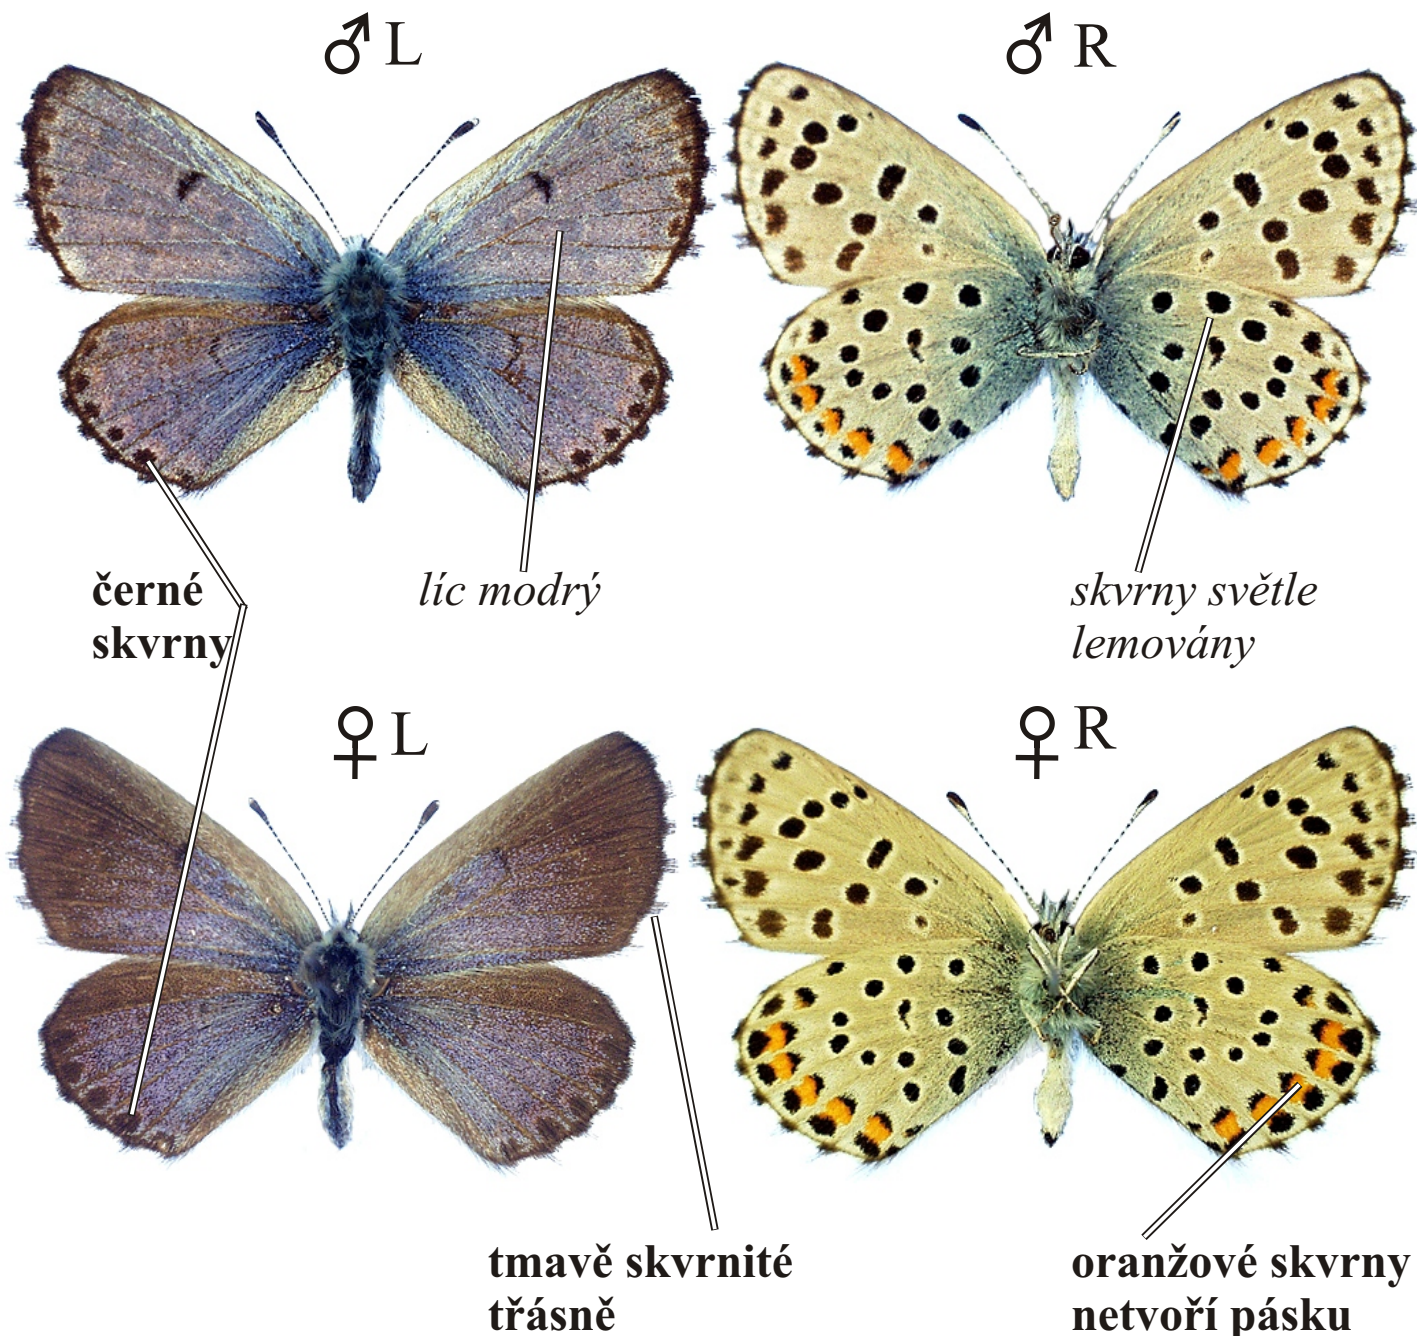 ♂ L
♂ R
černé
skvrny
líc modrý
skvrny světle
lemovány
♀ L
♀ R
tmavě skvrnité
třásně
oranžové skvrny
netvoří pásku